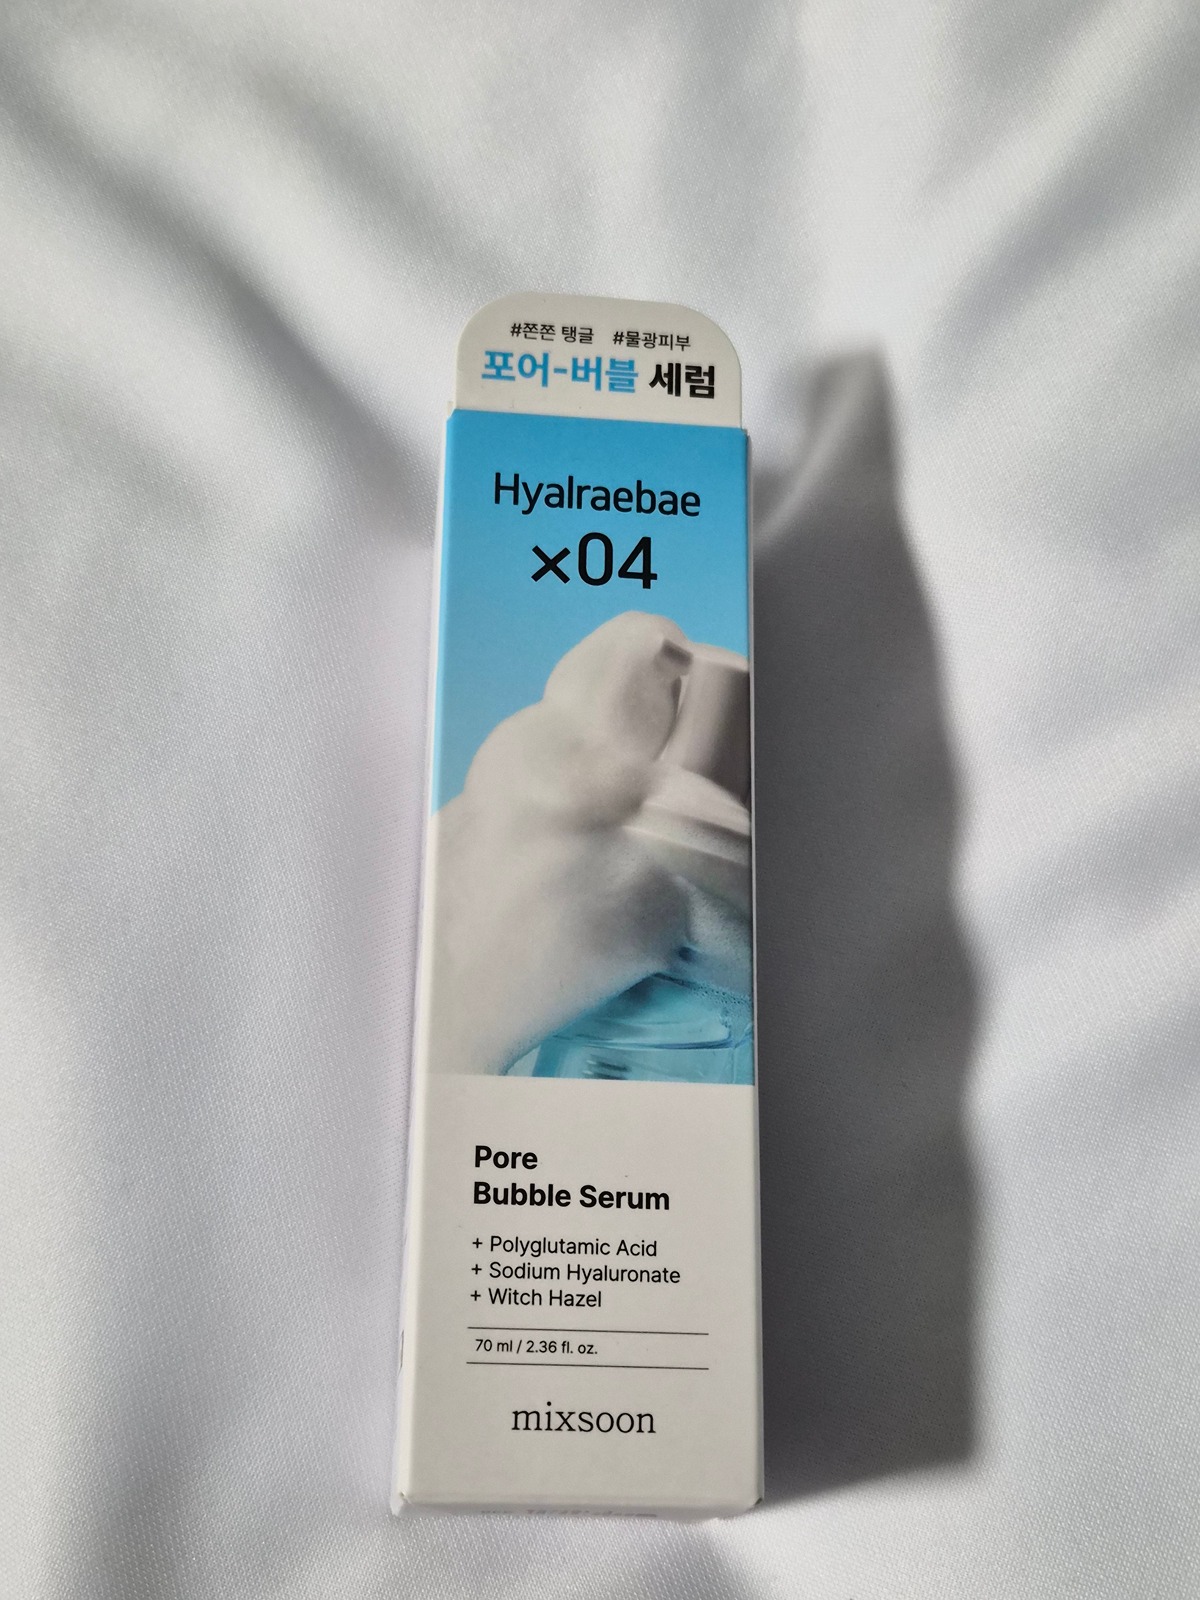 #쫀쫀 탱글 #물광피부
포어-버블 세럼
Hyalraebae
×04
Pore
Bubble Serum
+ Polyglutamic Acid
+ Sodium Hyaluronate
+ Witch Hazel
70 ml / 2.36 fl. oz.
mixsoon